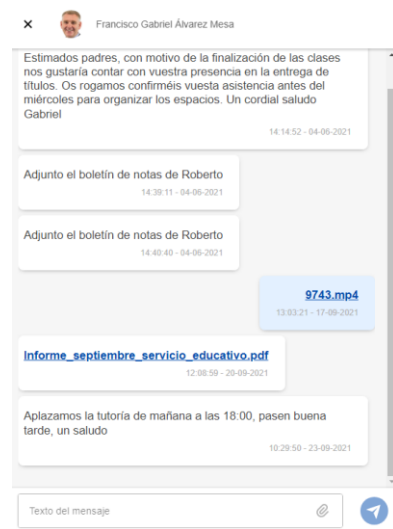 Francisco Gabriel Álvarez Mesa
Estimados padres, con motivo de la finalización de las clases
nos gustaría contar con vuestra presencia en la entrega de
títulos. Os rogamos confirméis vuesta asistencia antes del
miércoles para organizar los espacios. Un cordial saludo
Gabriel
14:14:52 - 04-06-2021
Adjunto el boletín de notas de Roberto
14:39:11 - 04-06-2021
Adjunto el boletín de notas de Roberto
14:40:40 - 04-06-2021
9743.mp4
13:03:21 - 17-09-2021
Informe_septiembre_servicio_educativo.pdf
12:08:59 - 20-09-2021
Aplazamos la tutoría de mañana a las 18:00, pasen buena
tarde, un saludo
10:29:50 - 23-09-2021
Texto del mensaje